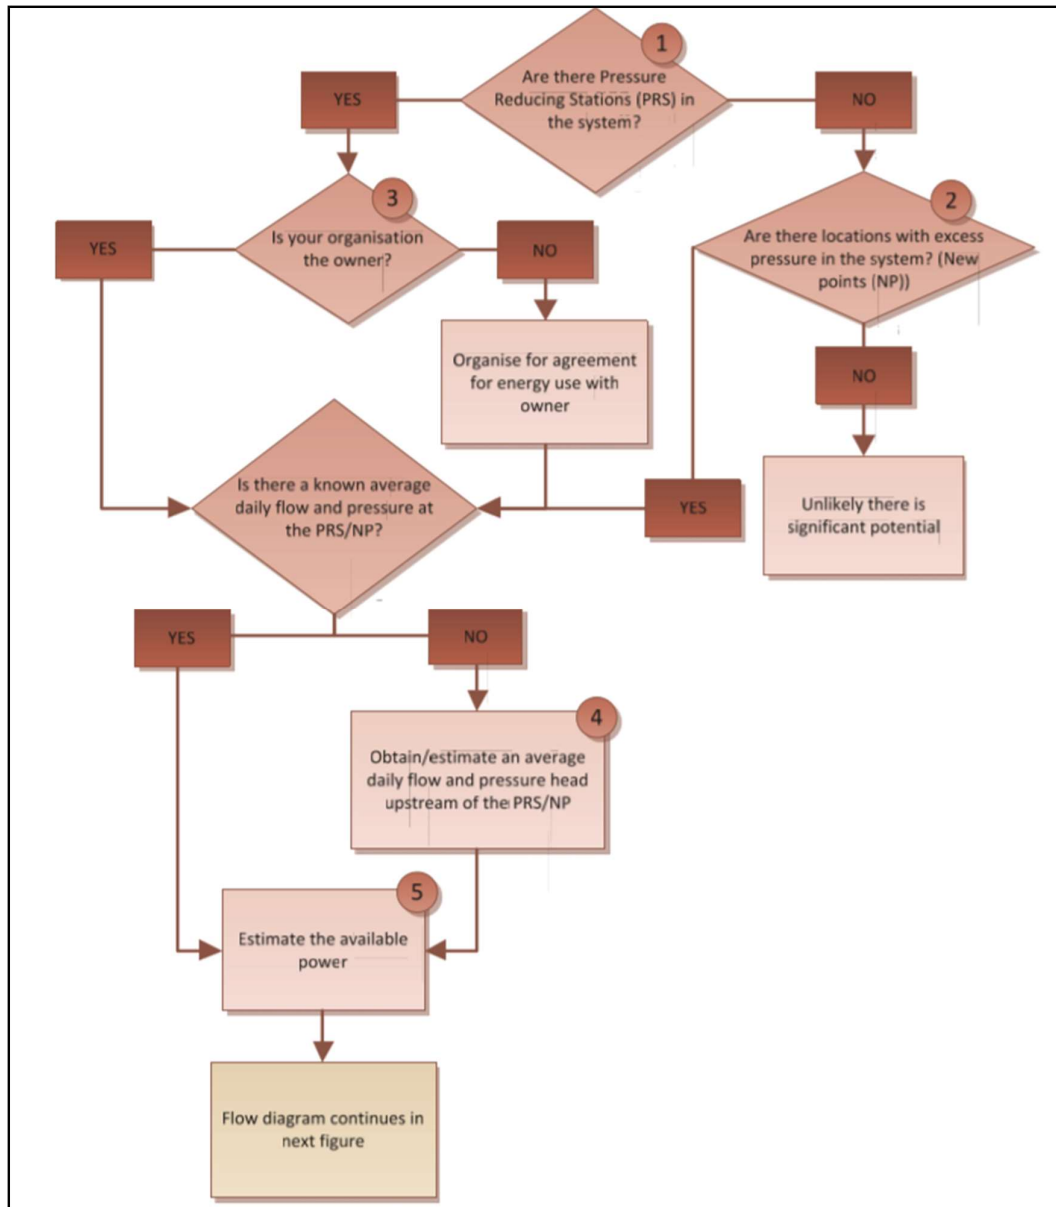 1
Are there Pressure
Reducing Stations (PRS) in
the system?
YES
NO
3
Is your organisation
the owner?
2
Are there locations with excess
pressure in the system? (New
points (NP))
YES
NO
Organise for agreement
for energy use with
owner
NO
Is there a known average
daily flow and pressure at
the PRS/NP?
YES
Unlikely there is
significant potential
YES
NO
4
Obtain/estimate an average
daily flow and pressure head
upstream of the PRS/NP
5
Estimate the available
power
Flow diagram continues in
next figure